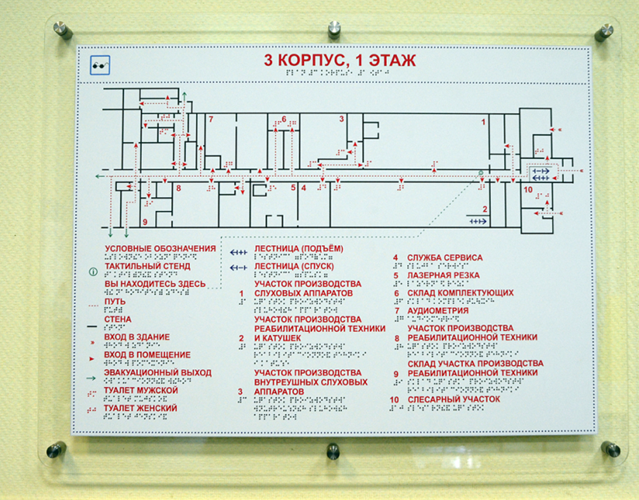 3 КОРПУС, 1 ЭТАЖ
7
6
3
1
8
5
4
2
10
9
УСЛОВНЫЕ ОБОЗНАЧЕНИЯ
ТАКТИЛЬНЫЙ СТЕНД
ВЫ НАХОДИТЕСЬ ЗДЕСЬ
ПУТЬ
СТЕНА
ВХОД В ЗДАНИЕ
ВХОД В ПОМЕЩЕНИЕ
ЭВАКУАЦИОННЫЙ ВЫХОД
ТУАЛЕТ МУЖСКОЙ
ТУАЛЕТ ЖЕНСКИЙ
ЛЕСТНИЦА (ПОДЪЁМ)
ЛЕСТНИЦА (СПУСК)
УЧАСТОК ПРОИЗВОДСТВА
1 СЛУХОВЫХ АППАРАТОВ
УЧАСТОК ПРОИЗВОДСТВА
РЕАБИЛИТАЦИОННОЙ ТЕХНИКИ
2 И КАТУШЕК
УЧАСТОК ПРОИЗВОДСТВА
ВНУТРИУШНЫХ СЛУХОВЫХ
3 АППАРАТОВ
4 СЛУЖБА СЕРВИСА
5 ЛАЗЕРНАЯ РЕЗКА
6 СКЛАД КОМПЛЕКТУЮЩИХ
7 АУДИОМЕТРИЯ
УЧАСТОК ПРОИЗВОДСТВА
8 РЕАБИЛИТАЦИОННОЙ ТЕХНИКИ
СКЛАД УЧАСТКА ПРОИЗВОДСТВА
9 РЕАБИЛИТАЦИОННОЙ ТЕХНИКИ
10 СЛЕСАРНЫЙ УЧАСТОК